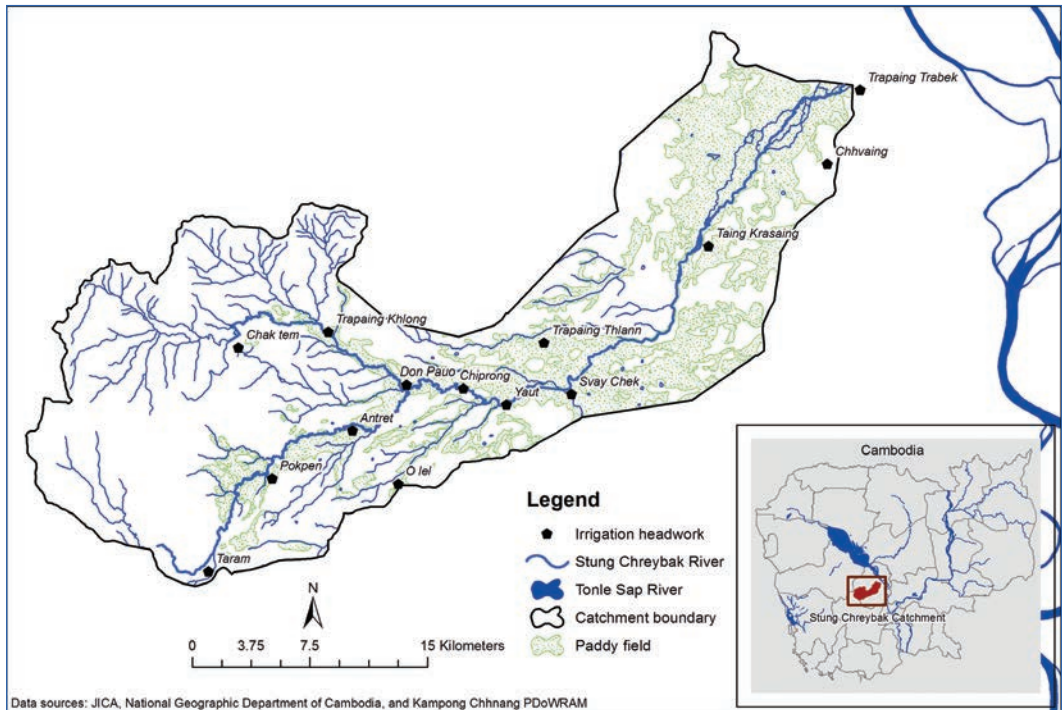 Trapaing Trabek
Chhvaing
Taing Krasaing
Trapaing Khlong
Chak tem
Trapaing Thlann
Don Pauo
Chiprong
Svay Chek
Yaut
Antret
Pokpen
O lel
Taram
Legend
Irrigation headwork
Stung Chreybak River
Tonle Sap River
Catchment boundary
Paddy field
N
0 3.75 7.5 15 Kilometers
Cambodia
Stung Chreybak Catchment
Data sources: JICA, National Geographic Department of Cambodia, and Kampong Chhnang PDoWRAM